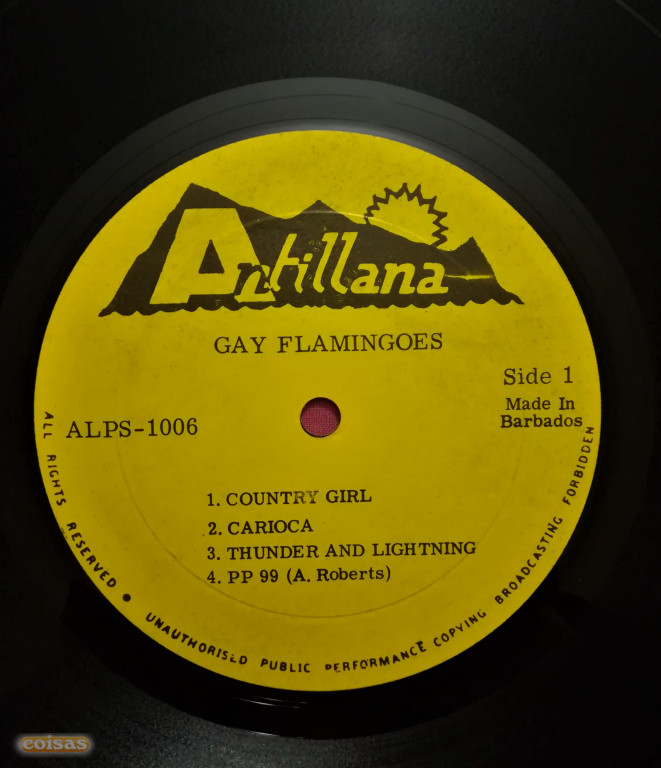 Antillana
GAY FLAMINGOES
Side 1
Made In
Barbados
ALPS-1006
1. COUNTRY GIRL
2. CARIOCA
3. THUNDER AND LIGHTNING
4. PP 99 (A. Roberts)
ALL RIGHTS RESERVED ● UNAUTHORISED PUBLIC PERFORMANCE COPYING BROADCASTING FORBIDDEN
coisas